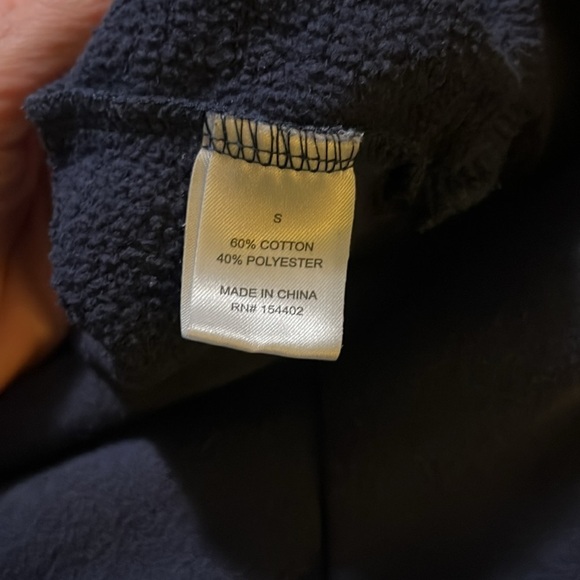 S
60% COTTON
40% POLYESTER
MADE IN CHINA
RN# 154402